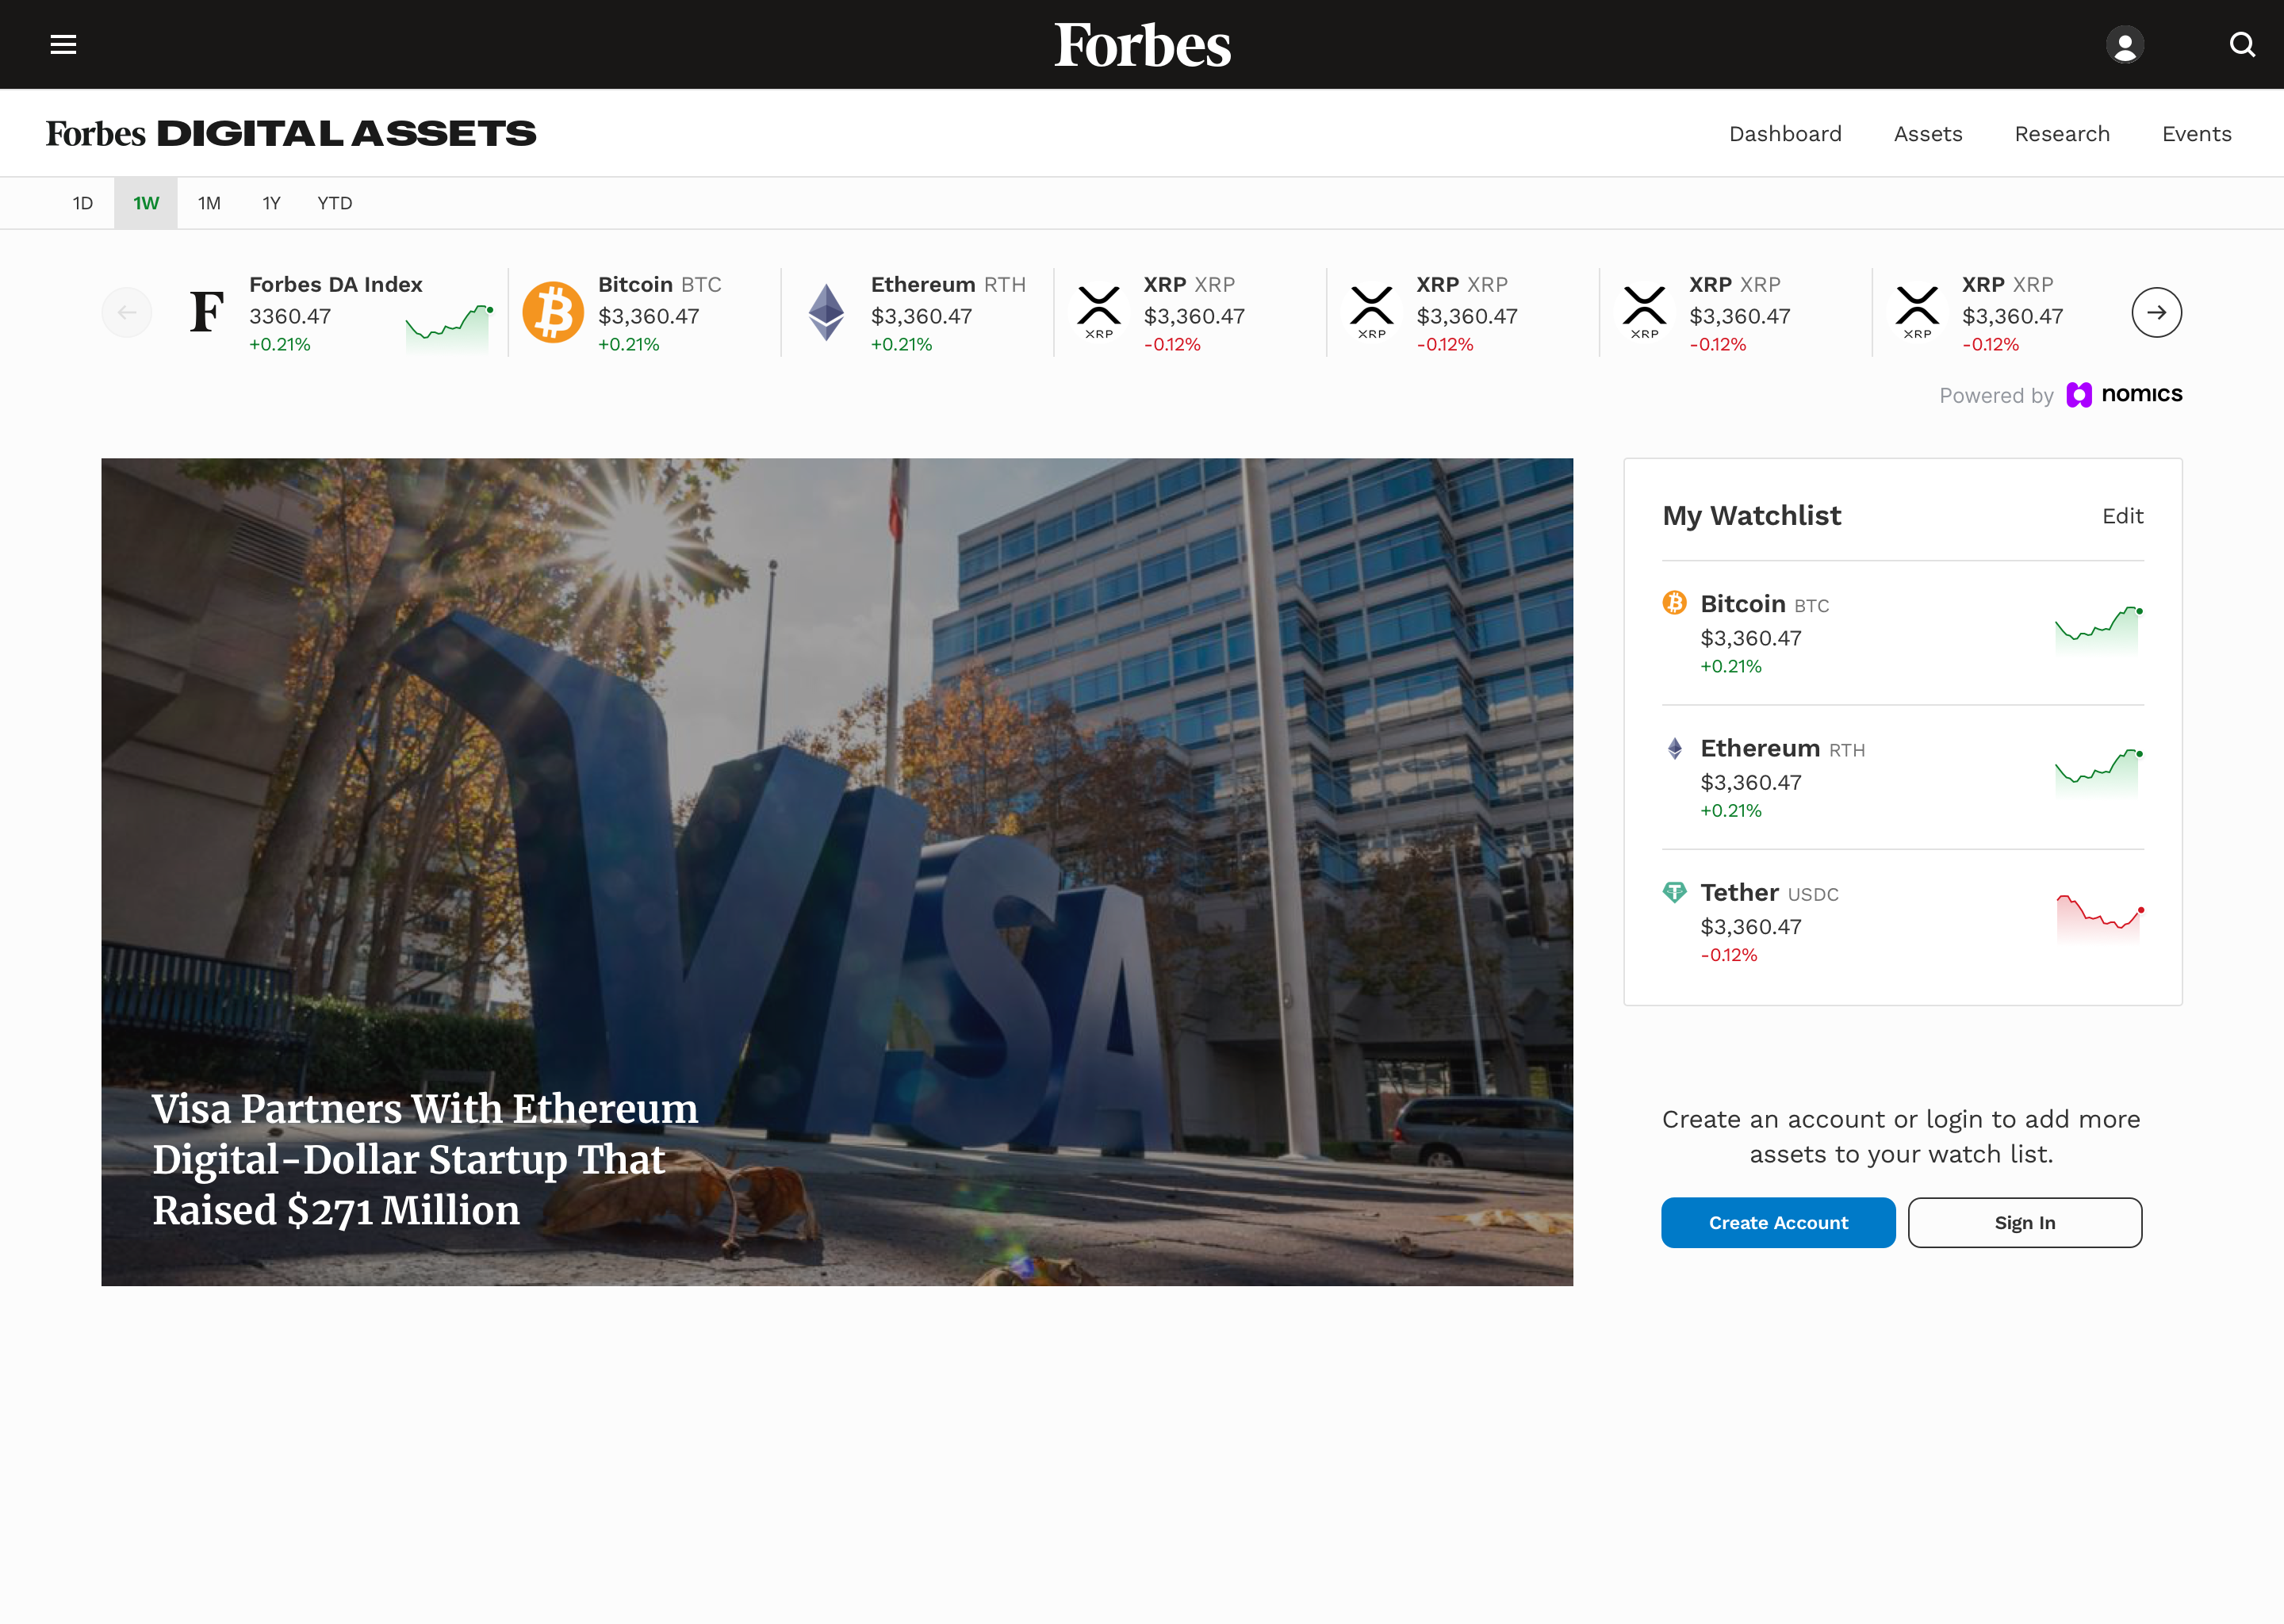 Forbes
Forbes DIGITAL ASSETS
Dashboard Assets Research Events
1D 1W 1M 1Y YTD
F
Forbes DA Index
3360.47
+0.21%
Bitcoin BTC
$3,360.47
+0.21%
Ethereum RTH
$3,360.47
+0.21%
XRP
XRP XRP
$3,360.47
-0.12%
XRP
XRP XRP
$3,360.47
-0.12%
XRP
XRP XRP
$3,360.47
-0.12%
XRP
XRP XRP
$3,360.47
-0.12%
Powered by nomics
VISA
Visa Partners With Ethereum
Digital-Dollar Startup That
Raised $271 Million
My Watchlist Edit
Bitcoin BTC
$3,360.47
+0.21%
Ethereum RTH
$3,360.47
+0.21%
Tether USDC
$3,360.47
-0.12%
Create an account or login to add more
assets to your watch list.
Create Account Sign In